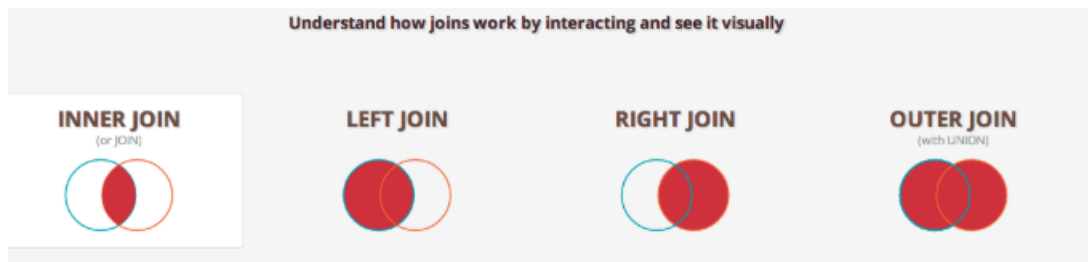 Understand how joins work by interacting and see it visually
INNER JOIN
(or JOIN)
LEFT JOIN
RIGHT JOIN
OUTER JOIN
(with UNION)